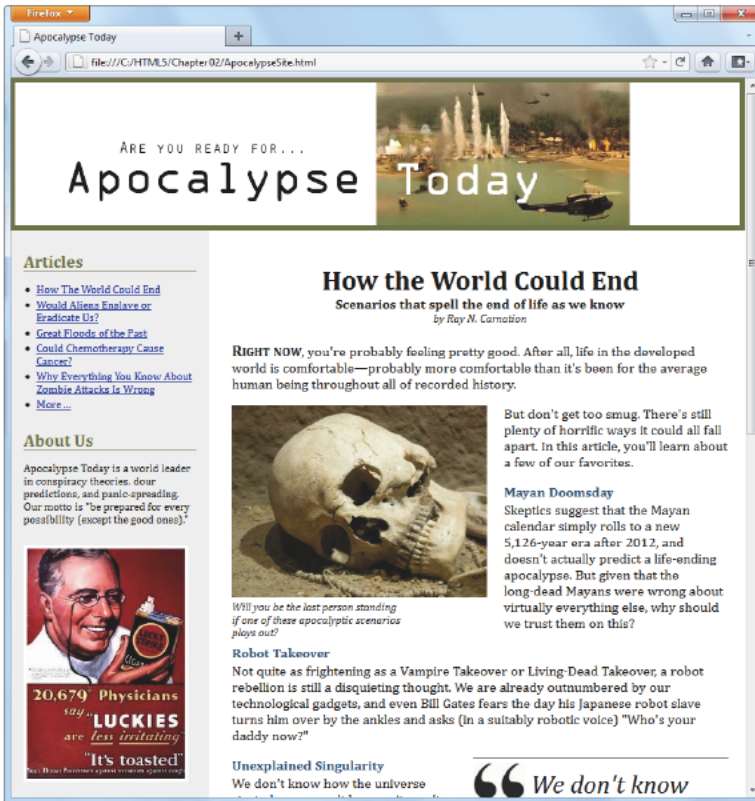 Firefox
Apocalypse Today
file:///C:/HTML5/Chapter02/ApocalypseSite.html
ARE YOU READY FOR...
Apocalypse Today
Articles
How The World Could End
Would Aliens Enslave or
Eradicate Us?
Great Floods of the Past
Could Chemotherapy Cause
Cancer?
Why Everything You Know About
Zombie Attacks Is Wrong
More ...
About Us
Apocalypse Today is a world leader
in conspiracy theories, dour
predictions, and panic-spreading.
Our motto is "be prepared for every
possibility (except the good ones)."
LUCKY
STRIKE
20,679 Physicians
say
LUCKIES
are less irritating
"It's toasted"
How the World Could End
Scenarios that spell the end of life as we know
by Ray N. Carnation
RIGHT NOW, you're probably feeling pretty good. After all, life in the developed
world is comfortable—probably more comfortable than it's been for the average
human being throughout all of recorded history.
But don't get too smug. There's still
plenty of horrific ways it could all fall
apart. In this article, you'll learn about
a few of our favorites.
Mayan Doomsday
Skeptics suggest that the Mayan
calendar simply rolls to a new
5,126-year era after 2012, and
doesn't actually predict a life-ending
apocalypse. But given that the
long-dead Mayans were wrong about
virtually everything else, why should
we trust them on this?
Will you be the last person standing
if one of these apocalyptic scenarios
plays out?
Robot Takeover
Not quite as frightening as a Vampire Takeover or Living-Dead Takeover, a robot
rebellion is still a disquieting thought. We are already outnumbered by our
technological gadgets, and even Bill Gates fears the day his Japanese robot slave
turns him over by the ankles and asks (in a suitably robotic voice) "Who's your
daddy now?"
Unexplained Singularity
We don't know how the universe
“ We don't know